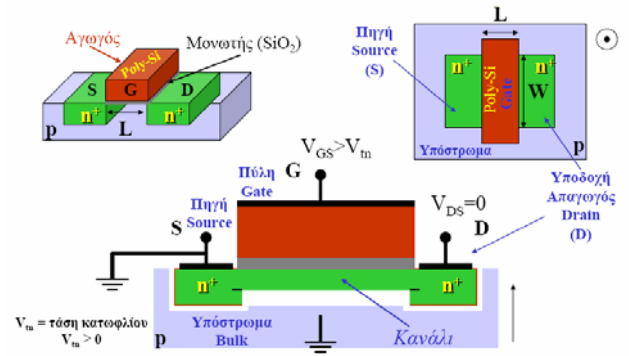 Αγωγός
Μονωτής (SiO2)
Poly-Si
S
G
D
n+
n+
L
p
L
Πηγή
Source
(S)
n+
n+
Poly-Si
Gate
W
Υπόστρωμα
p
VGS>Vtn
Πύλη
Gate
G
Υποδοχή
Απαγωγός
Drain
(D)
VDS=0
Πηγή
Source
S
D
n+
n+
Vtn = τάση κατωφλίου
Vtn > 0
p
Υπόστρωμα
Bulk
Κανάλι